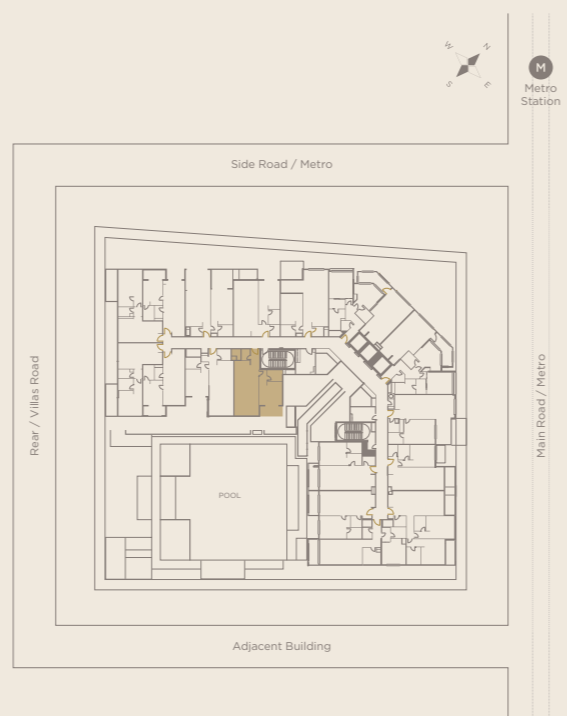 W
N
S
E
M
Metro
Station
Side Road / Metro
Rear / Villas Road
Main Road / Metro
POOL
Adjacent Building